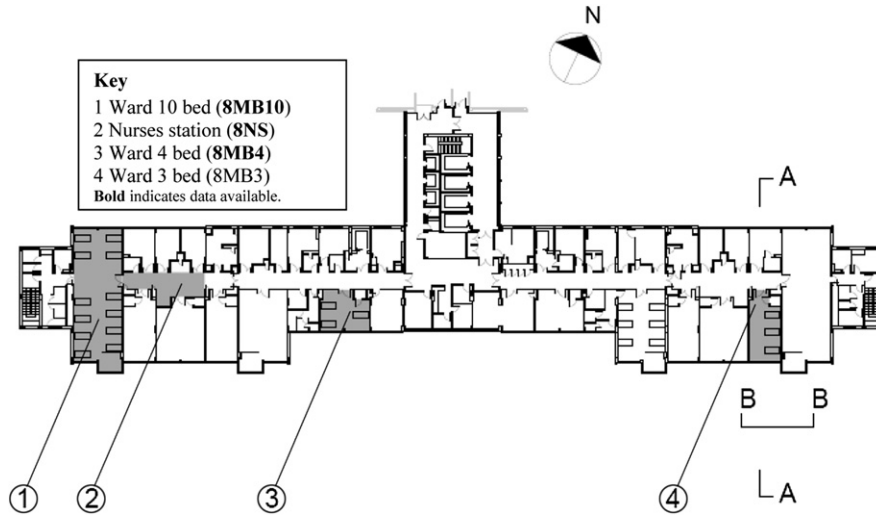 N
Key
1 Ward 10 bed (8MB10)
2 Nurses station (8NS)
3 Ward 4 bed (8MB4)
4 Ward 3 bed (8MB3)
Bold indicates data available.
A
B B
1 2 3 4 A